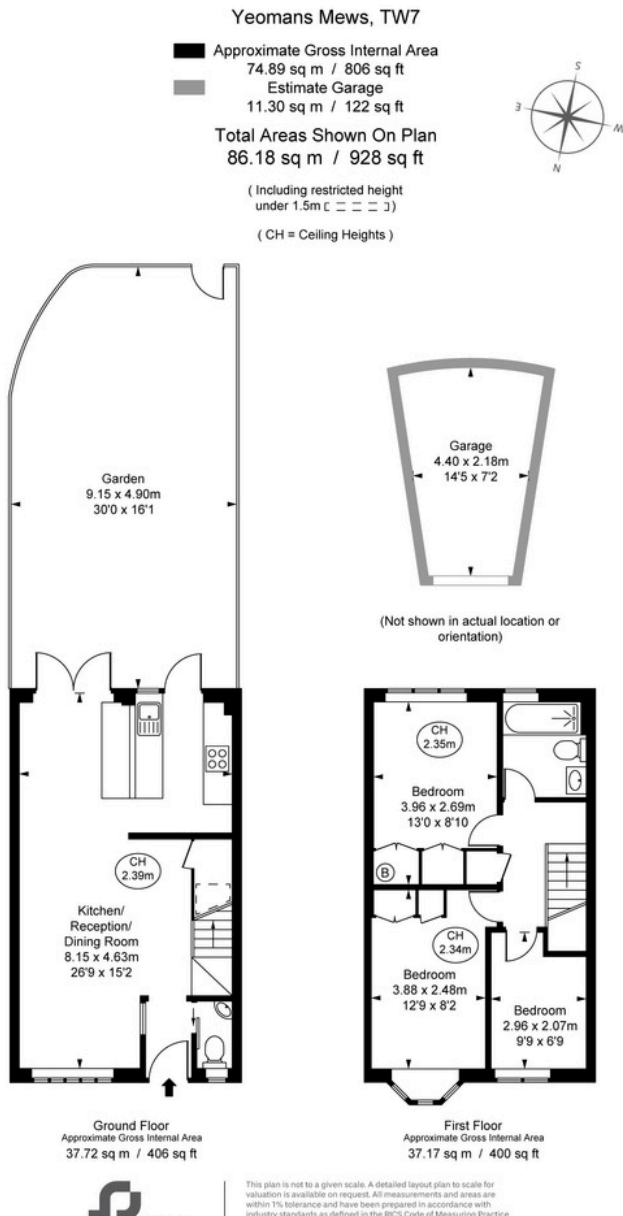 Yeomans Mews, TW7
Approximate Gross Internal Area
74.89 sq m / 806 sq ft
Estimate Garage
11.30 sq m / 122 sq ft
Total Areas Shown On Plan
86.18 sq m / 928 sq ft
( Including restricted height
under 1.5m )
( CH = Ceiling Heights )
S
E
W
N
Garden
9.15 x 4.90m
30'0 x 16'1
Garage
4.40 x 2.18m
14'5 x 7'2
(Not shown in actual location or
orientation)
CH
2.39m
Kitchen/
Reception/
Dining Room
8.15 x 4.63m
26'9 x 15'2
CH
2.35m
Bedroom
3.96 x 2.69m
13'0 x 8'10
B
CH
2.34m
Bedroom
3.88 x 2.48m
12'9 x 8'2
Bedroom
2.96 x 2.07m
9'9 x 6'9
Ground Floor
Approximate Gross Internal Area
37.72 sq m / 406 sq ft
First Floor
Approximate Gross Internal Area
37.17 sq m / 400 sq ft
This plan is not to a given scale. A detailed layout plan to scale for
valuation is available on request. All measurements and areas are
within 1% tolerance and have been prepared in accordance with
industry standards as defined in the RICS Code of Measuring Practice